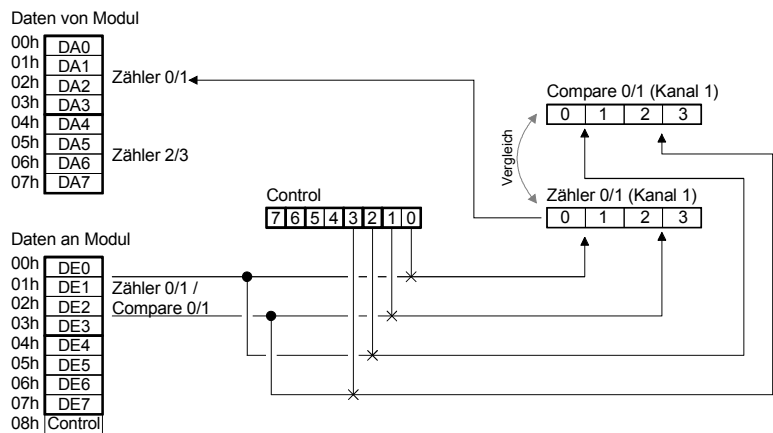 Daten von Modul
00h DA0
01h DA1
02h DA2
03h DA3
04h DA4
05h DA5
06h DA6
07h DA7
Zähler 0/1
Zähler 2/3
Compare 0/1 (Kanal 1)
0 1 2 3
Vergleich
Zähler 0/1 (Kanal 1)
0 1 2 3
Control
7 6 5 4 3 2 1 0
Daten an Modul
00h DE0
01h DE1
02h DE2
03h DE3
04h DE4
05h DE5
06h DE6
07h DE7
08h Control
Zähler 0/1 /
Compare 0/1